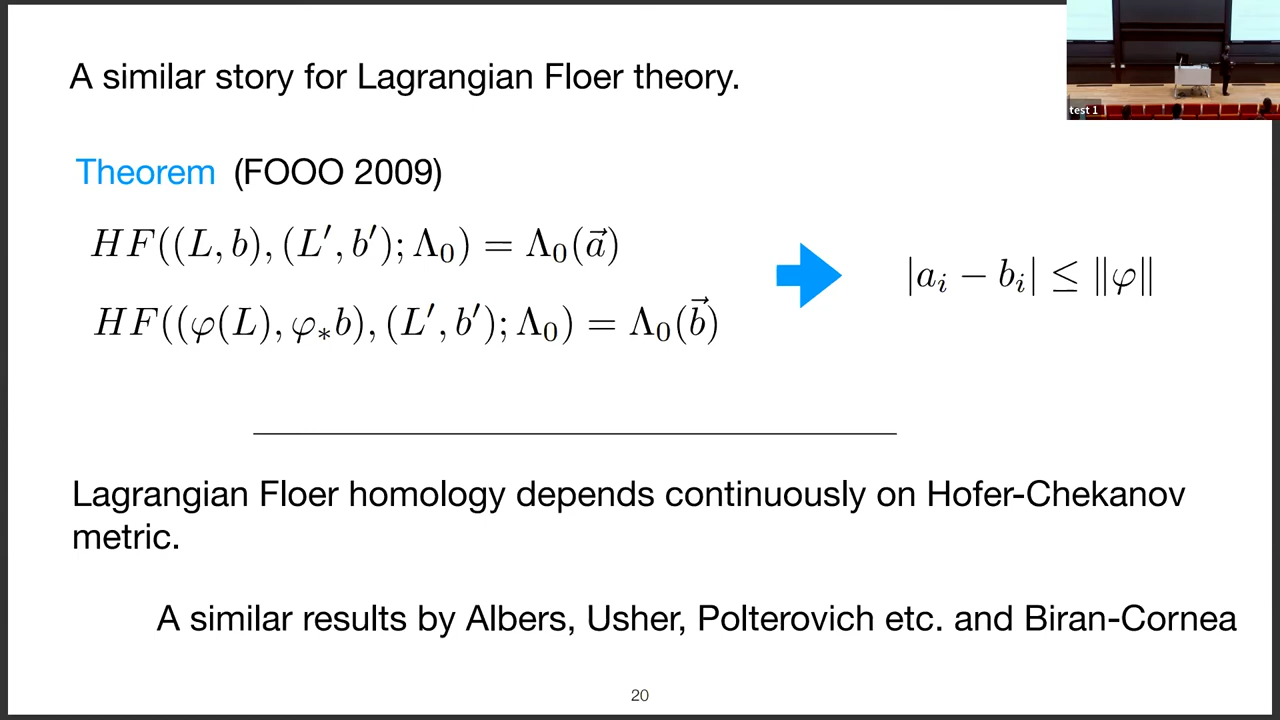 A similar story for Lagrangian Floer theory.
test 1
Theorem (FOOO 2009)
HF((L, b), (L′, b′); Λ₀) = Λ₀(a⃗)
|aᵢ − bᵢ| ≤ ‖φ‖
HF((φ(L), φ∗b), (L′, b′); Λ₀) = Λ₀(b⃗)
Lagrangian Floer homology depends continuously on Hofer-Chekanov
metric.
A similar results by Albers, Usher, Polterovich etc. and Biran-Cornea
20